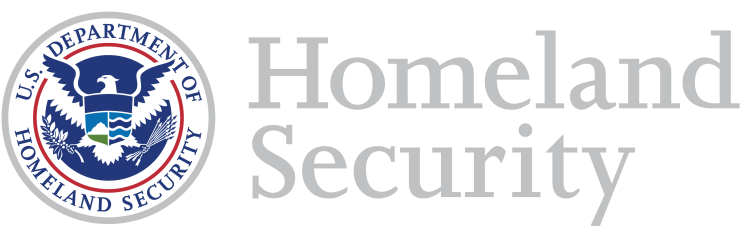 U.S. DEPARTMENT OF
HOMELAND SECURITY
Homeland
Security